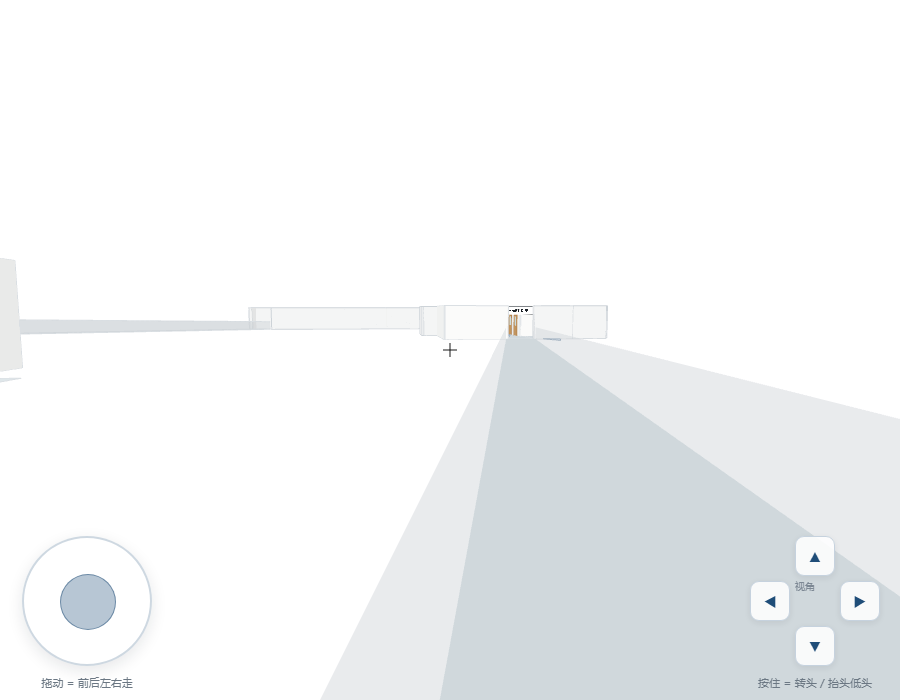 视角
拖动 = 前后左右走
按住 = 转头 / 抬头低头